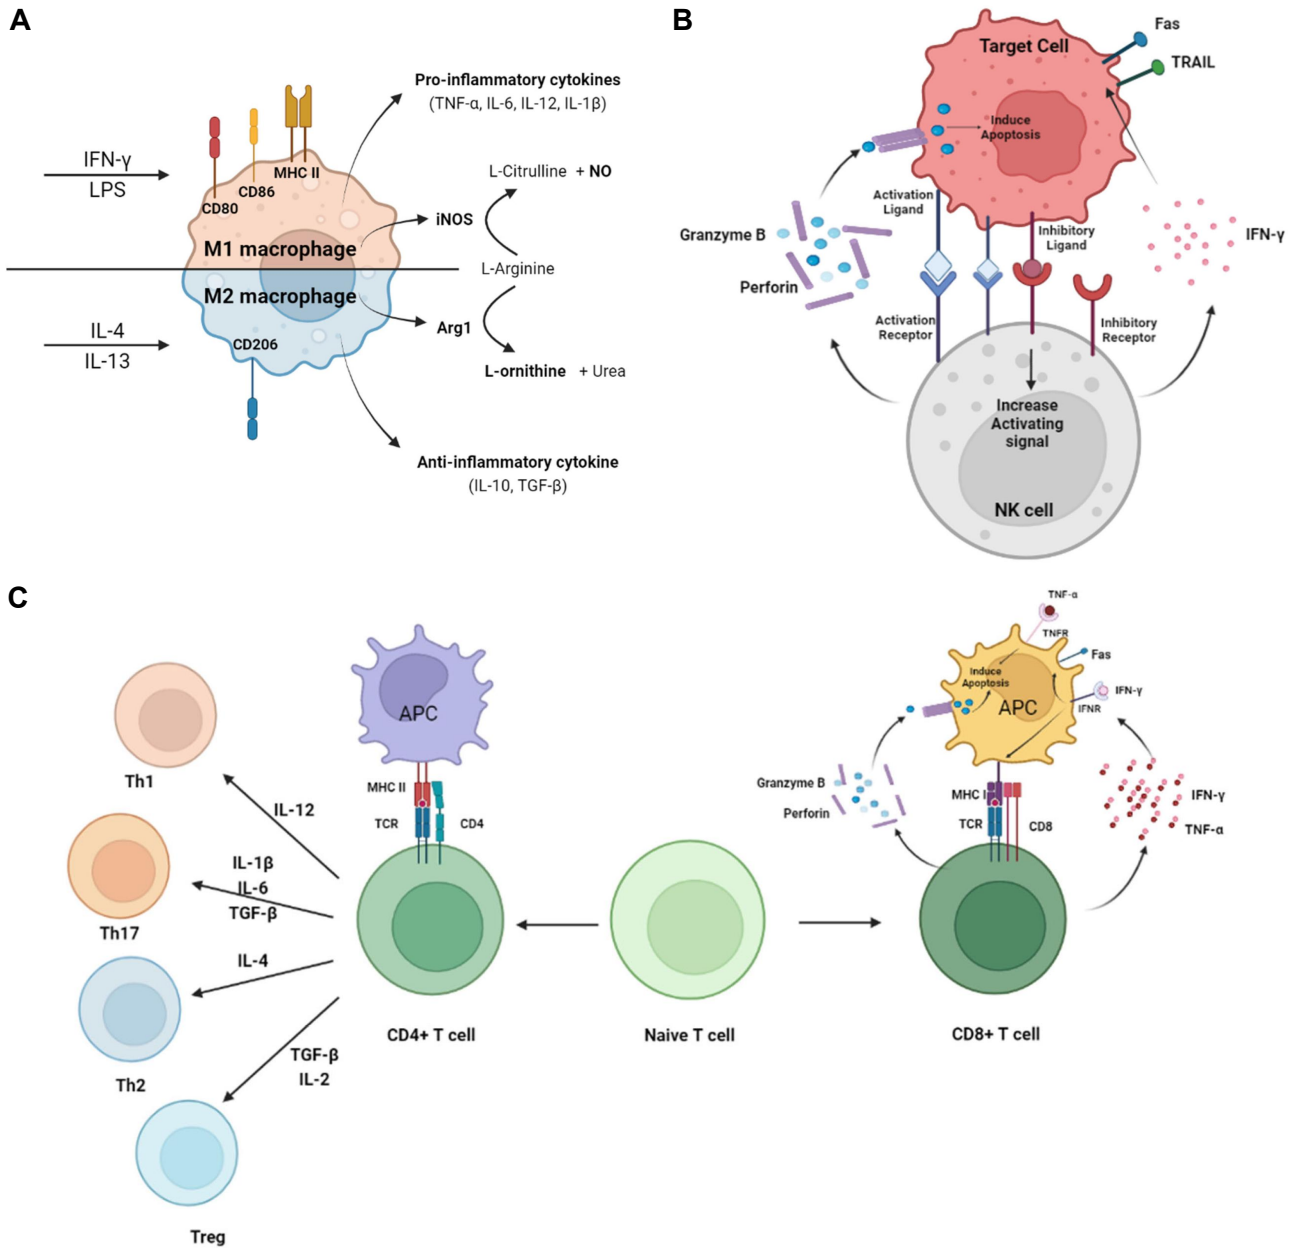 A
Pro-inflammatory cytokines
(TNF-α, IL-6, IL-12, IL-1β)
IFN-γ
LPS
CD80
CD86
MHC II
L-Citrulline + NO
iNOS
M1 macrophage
L-Arginine
M2 macrophage
Arg1
IL-4
IL-13
CD206
L-ornithine + Urea
Anti-inflammatory cytokine
(IL-10, TGF-β)
B
Target Cell
Fas
TRAIL
Induce
Apoptosis
Activation
Ligand
Granzyme B
Inhibitory
Ligand
IFN-γ
Perforin
Activation
Receptor
Inhibitory
Receptor
Increase
Activating
signal
NK cell
C
APC
MHC II
TCR
CD4
Th1
IL-12
IL-1β
IL-6
TGF-β
Th17
IL-4
Th2
TGF-β
IL-2
Treg
CD4+ T cell
Naive T cell
CD8+ T cell
TNF-α
TNFR
Fas
Induce
Apoptosis
APC
IFN-γ
IFNR
Granzyme B
Perforin
MHC I
TCR
CD8
IFN-γ
TNF-α